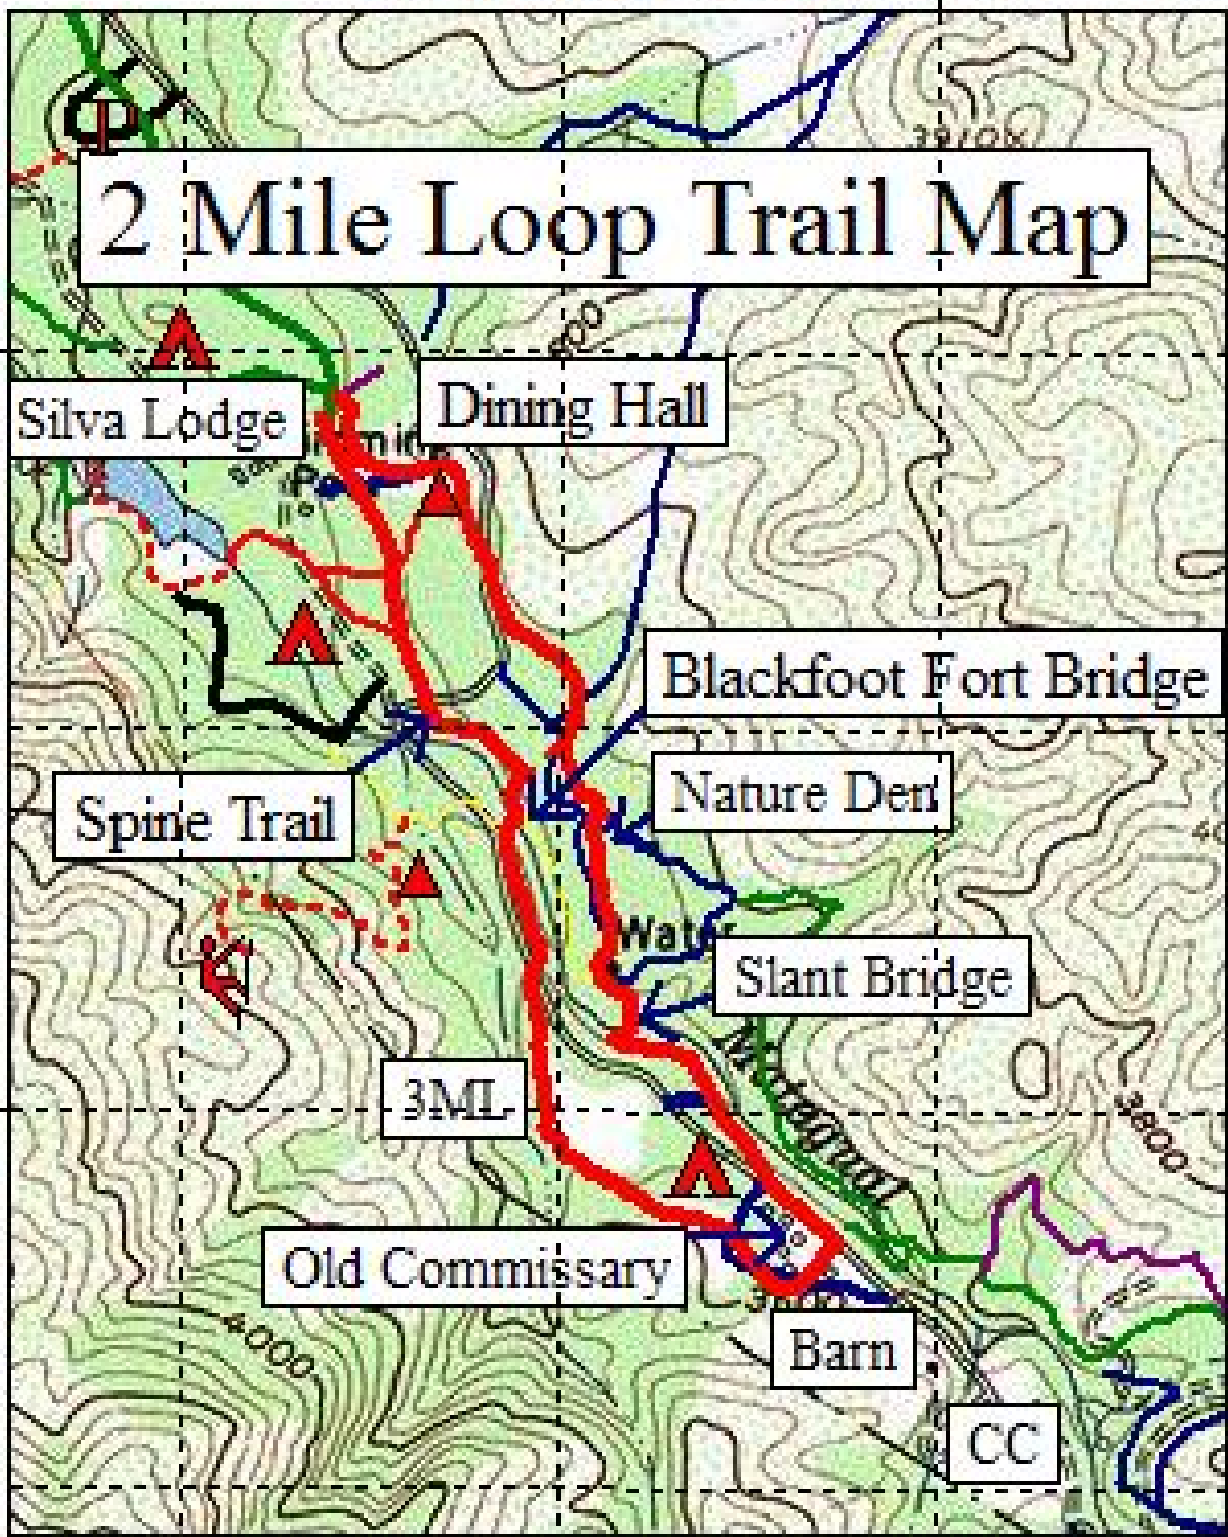 3910X
2 Mile Loop Trail Map
Silva Lodge
Dining Hall
Blackfoot Fort Bridge
Nature Den
Spine Trail
Water
Slant Bridge
3ML
3800
Old Commissary
4000
Barn
CC